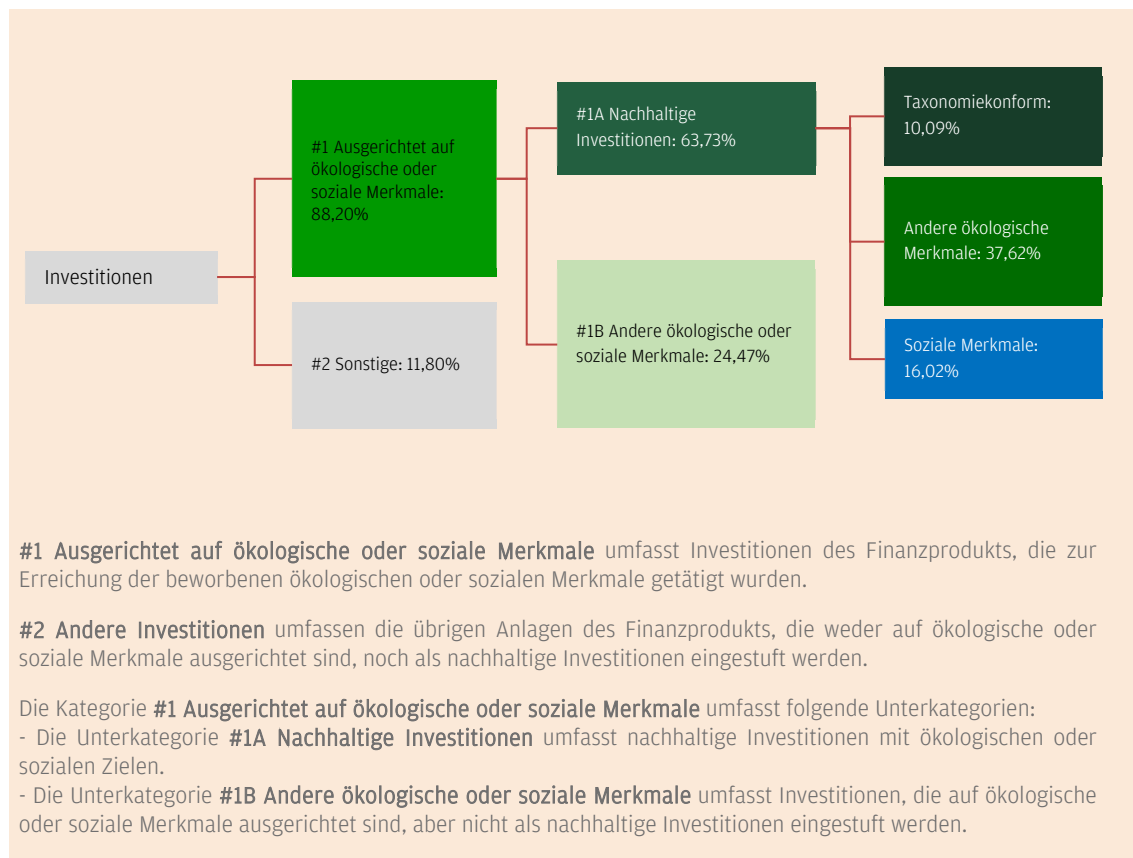 Investitionen
#1 Ausgerichtet auf
ökologische oder
soziale Merkmale:
88,20%
#2 Sonstige: 11,80%
#1A Nachhaltige
Investitionen: 63,73%
#1B Andere ökologische oder
soziale Merkmale: 24,47%
Taxonomiekonform:
10,09%
Andere ökologische
Merkmale: 37,62%
Soziale Merkmale:
16,02%
#1 Ausgerichtet auf ökologische oder soziale Merkmale umfasst Investitionen des Finanzprodukts, die zur
Erreichung der beworbenen ökologischen oder sozialen Merkmale getätigt wurden.
#2 Andere Investitionen umfassen die übrigen Anlagen des Finanzprodukts, die weder auf ökologische oder
soziale Merkmale ausgerichtet sind, noch als nachhaltige Investitionen eingestuft werden.
Die Kategorie #1 Ausgerichtet auf ökologische oder soziale Merkmale umfasst folgende Unterkategorien:
- Die Unterkategorie #1A Nachhaltige Investitionen umfasst nachhaltige Investitionen mit ökologischen oder
sozialen Zielen.
- Die Unterkategorie #1B Andere ökologische oder soziale Merkmale umfasst Investitionen, die auf ökologische
oder soziale Merkmale ausgerichtet sind, aber nicht als nachhaltige Investitionen eingestuft werden.